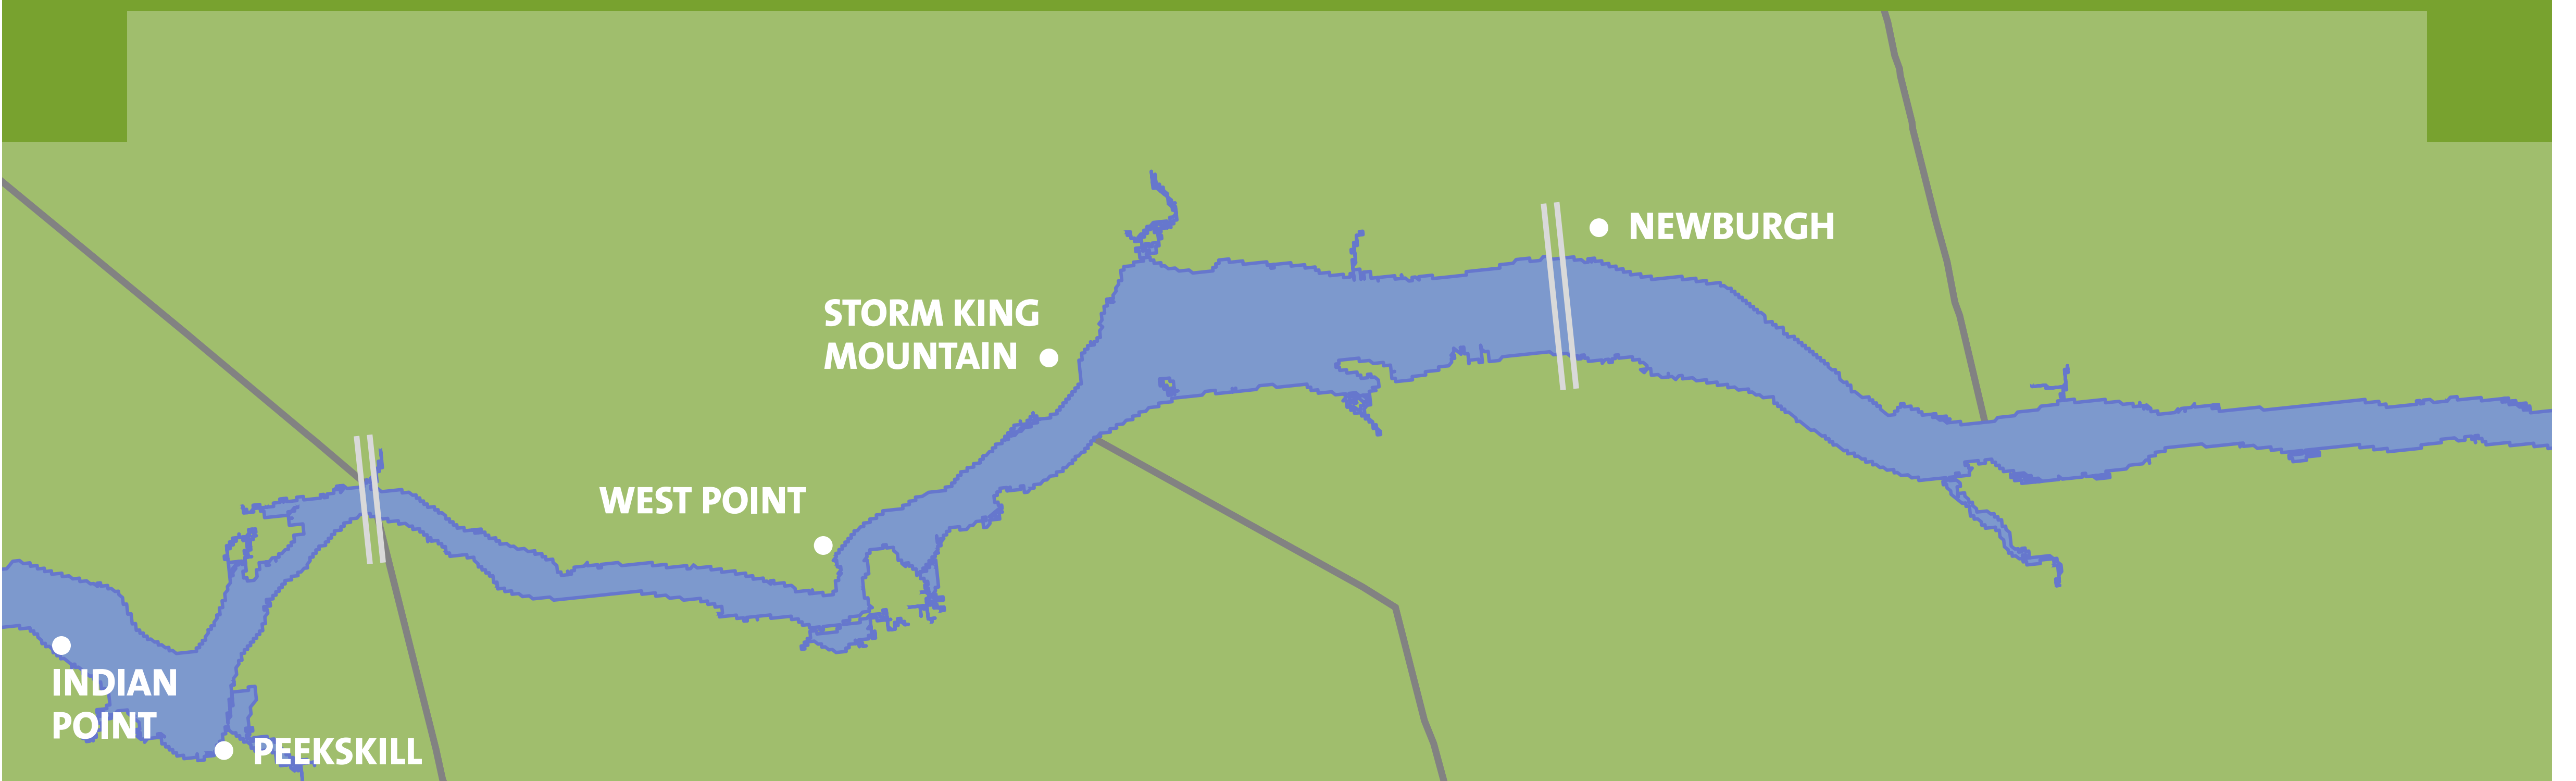 NEWBURGH
STORM KING
MOUNTAIN
WEST POINT
INDIAN
POINT
PEEKSKILL